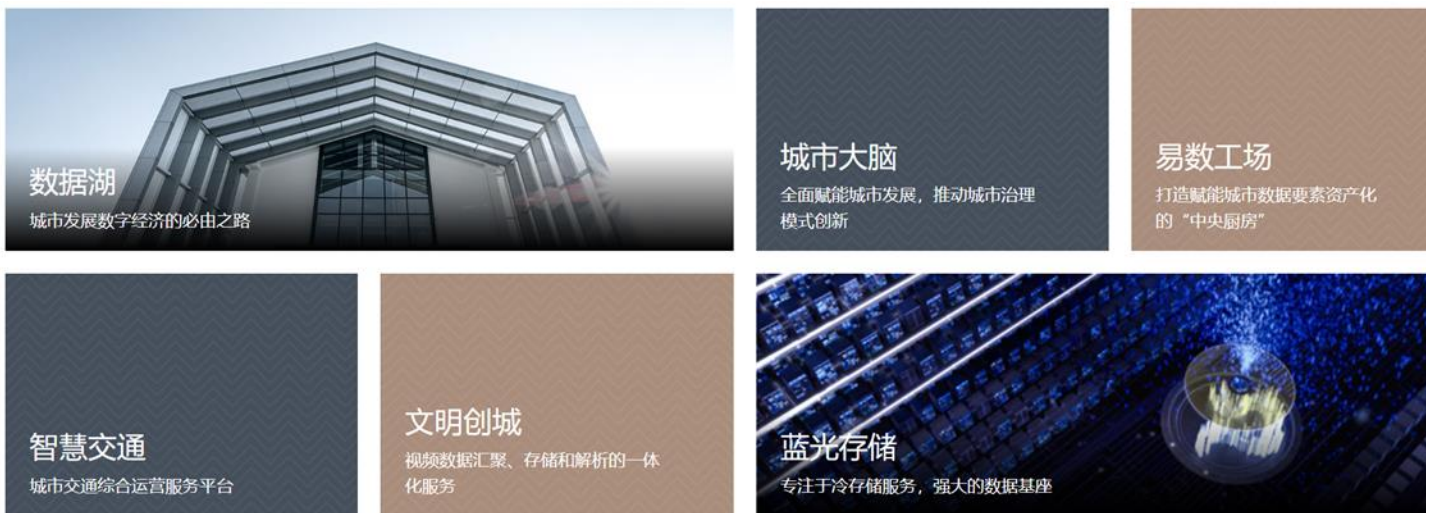 数据湖
城市发展数字经济的必由之路
城市大脑
全面赋能城市发展，推动城市治理
模式创新
易数工场
打造赋能城市数据要素资产化
的“中央厨房”
智慧交通
城市交通综合运营服务平台
文明创城
视频数据汇聚、存储和解析的一体
化服务
蓝光存储
专注于冷存储服务，强大的数据基座